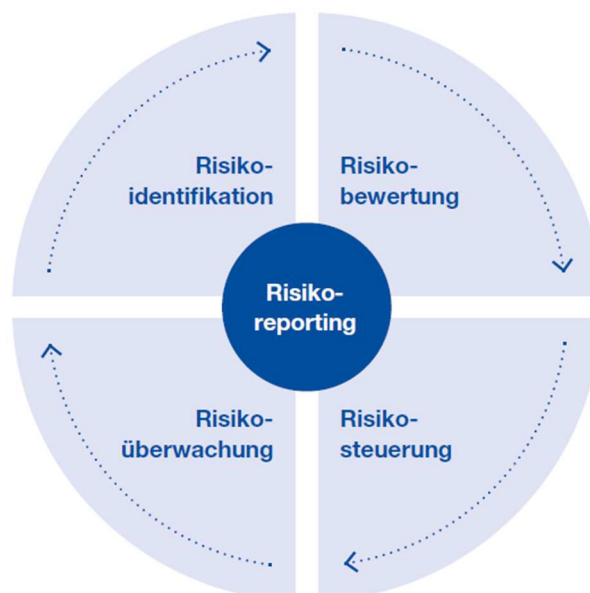 Risiko-
identifikation
Risiko-
bewertung
Risiko-
reporting
Risiko-
überwachung
Risiko-
steuerung